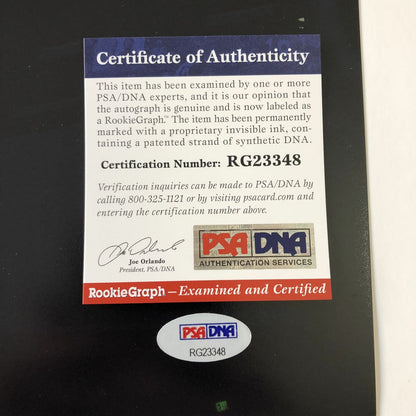 Certificate of Authenticity
This item has been examined by one or more
PSA/DNA experts, and it is our opinion that
the autograph is genuine and is now labeled as
a RookieGraph.™ The item has been permanently
marked with a proprietary invisible ink, con-
taining a patented strand of synthetic DNA.
Certification Number: RG23348
Verification inquiries can be made to PSA/DNA by
calling 800-325-1121 or by visiting psacard.com and
entering the certification number above.
Joe Orlando
President, PSA/DNA
PSA DNA
AUTHENTICATION SERVICES
RookieGraph — Examined and Certified
PSA DNA
RG23348